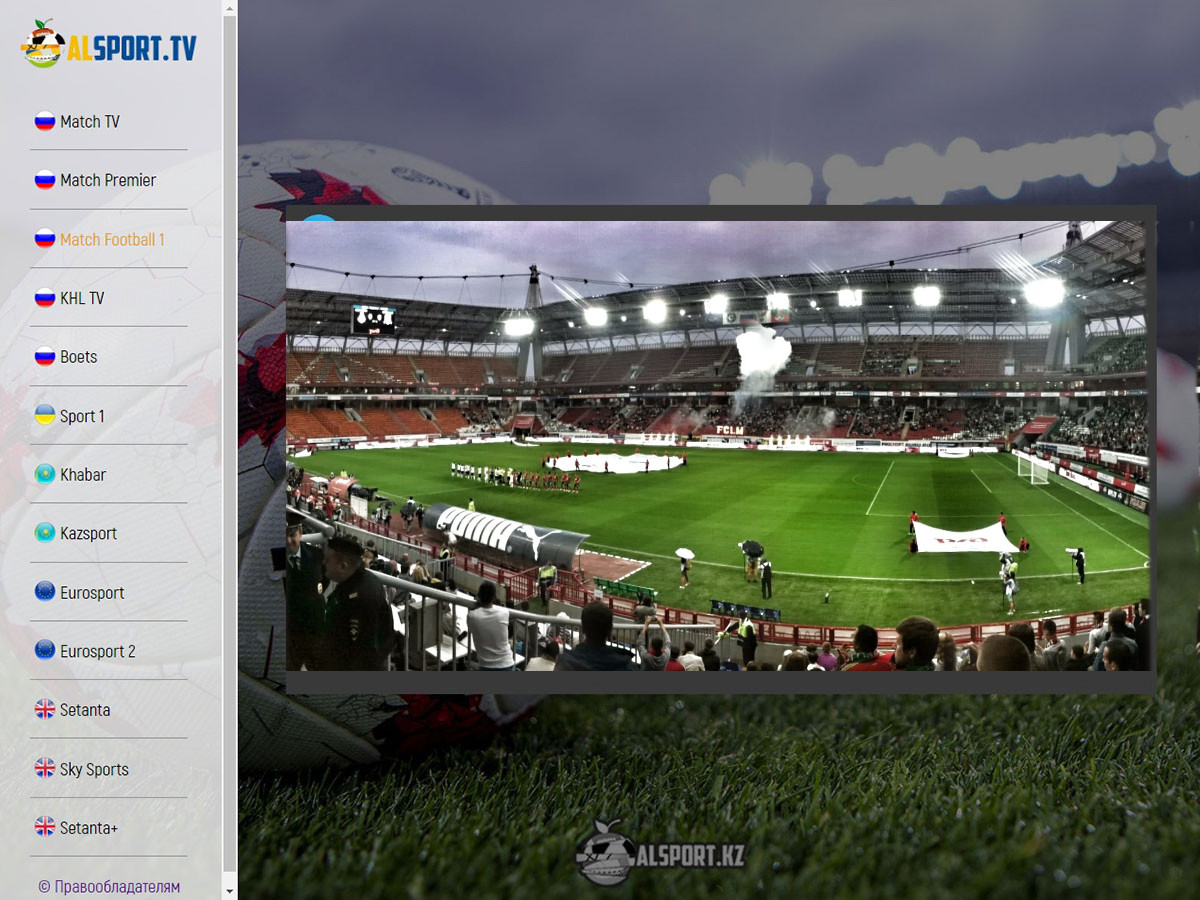 ALSPORT.TV
Match TV
Match Premier
Match Football 1
KHL TV
Boets
Sport 1
Khabar
Kazsport
Eurosport
Eurosport 2
Setanta
Sky Sports
Setanta+
© Правообладателям
FCLM
ржд
ALSPORT.KZ